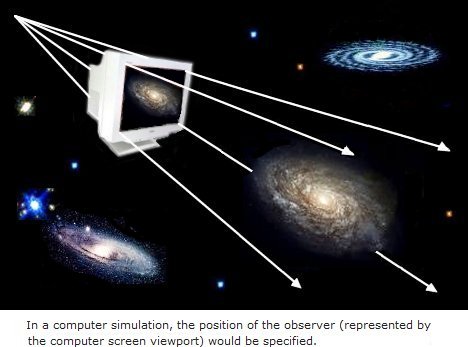 In a computer simulation, the position of the observer (represented by
the computer screen viewport) would be specified.